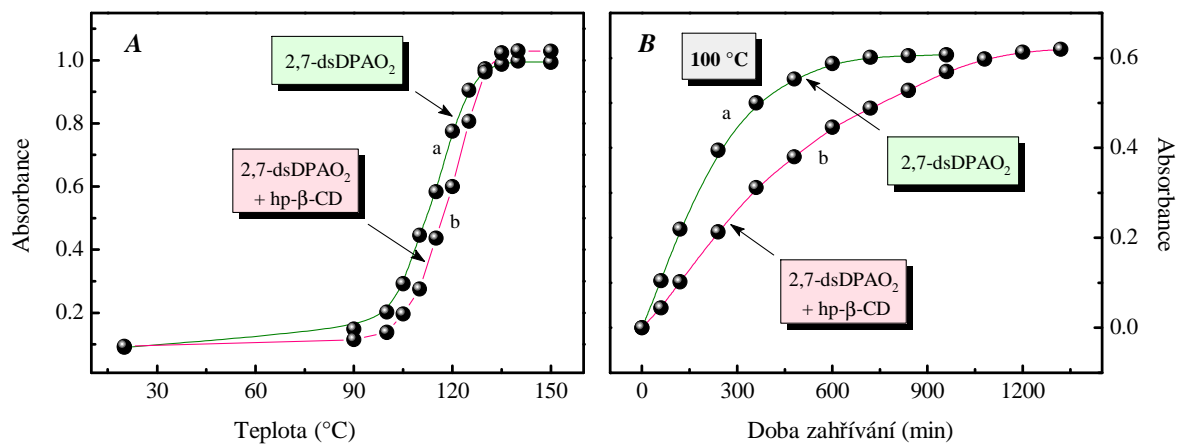 A
2,7-dsDPAO₂
a
2,7-dsDPAO₂
+ hp-β-CD
b
Absorbance
1.0
0.8
0.6
0.4
0.2
30
60
90
120
150
Teplota (°C)
B
100 °C
a
2,7-dsDPAO₂
b
2,7-dsDPAO₂
+ hp-β-CD
Absorbance
0.6
0.4
0.2
0.0
0
300
600
900
1200
Doba zahřívání (min)